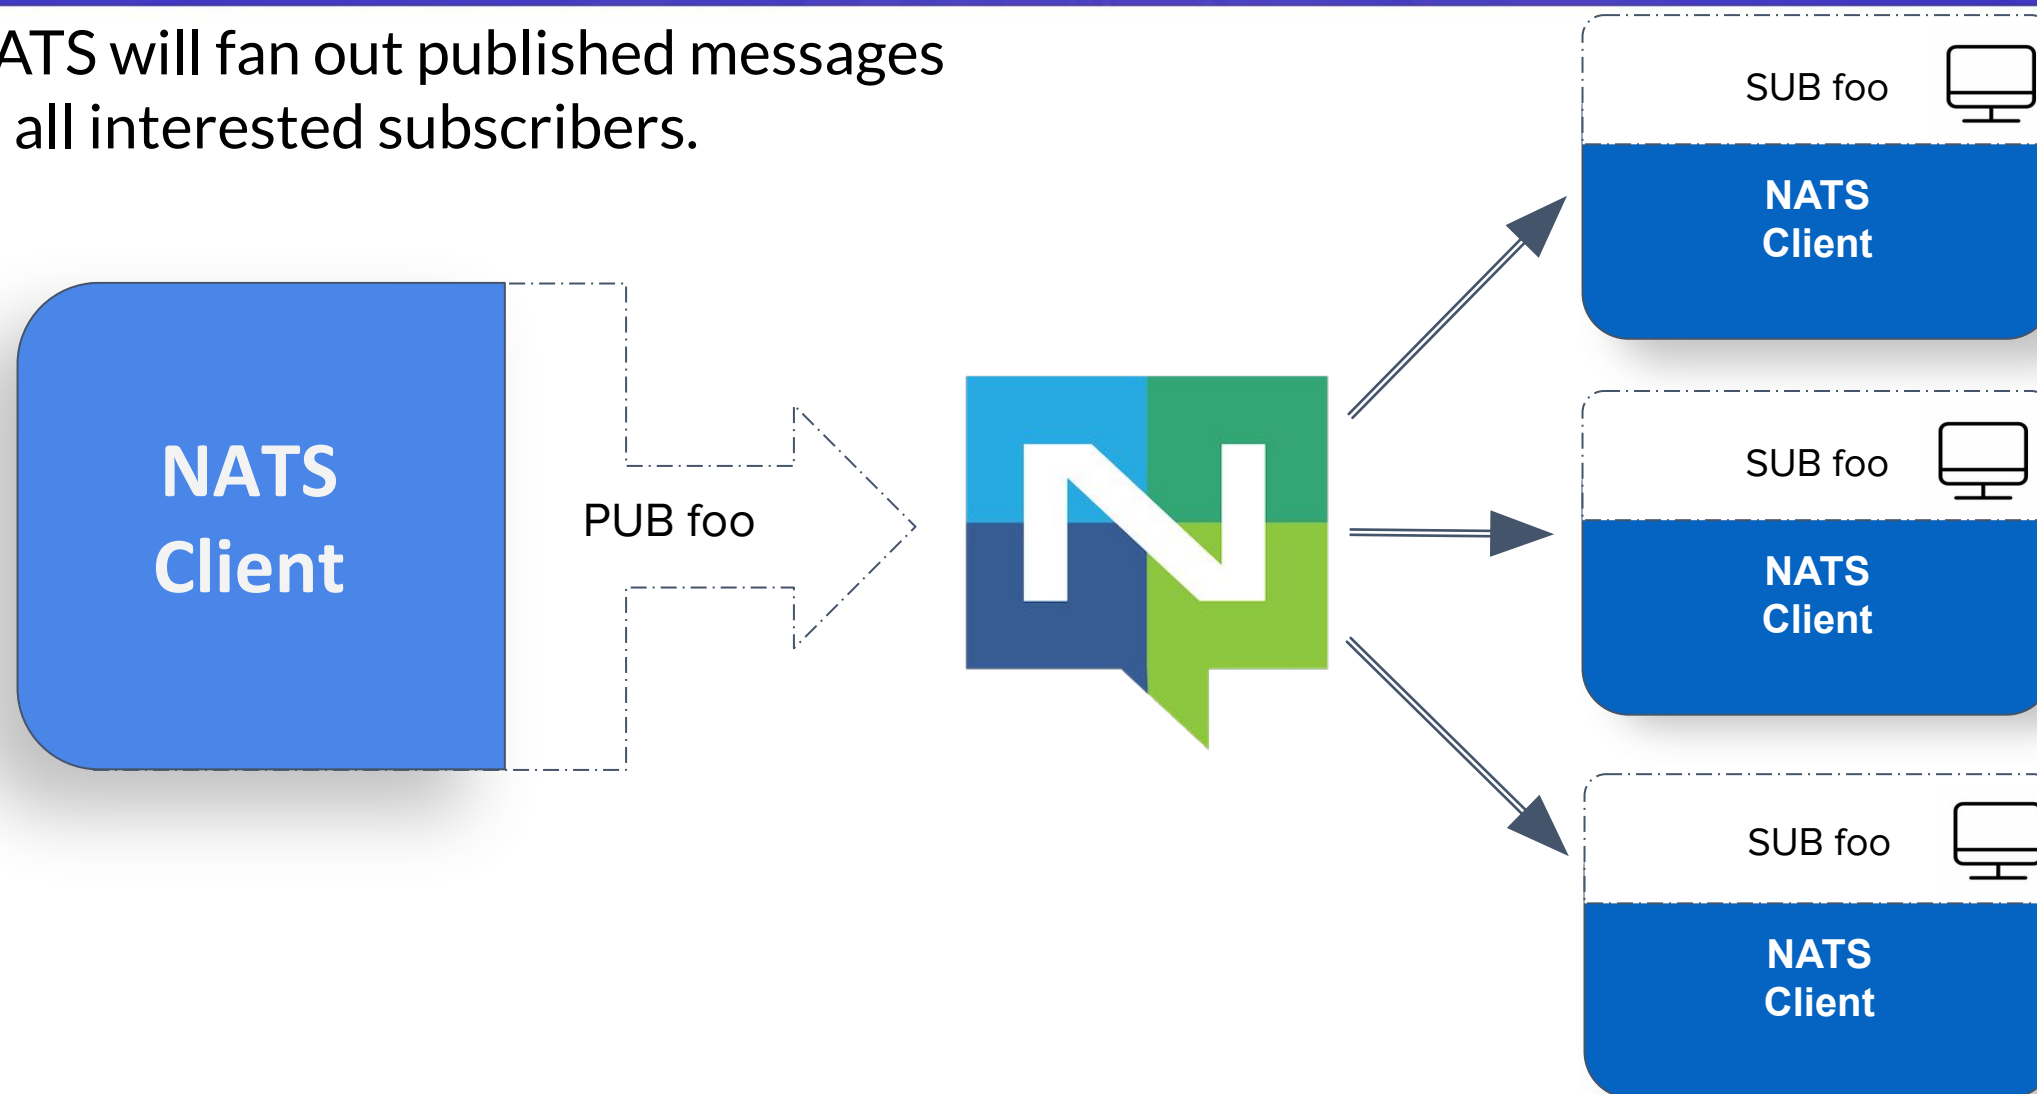 ATS will fan out published messages
all interested subscribers.
SUB foo
NATS
Client
NATS
Client
PUB foo
N
SUB foo
NATS
Client
SUB foo
NATS
Client